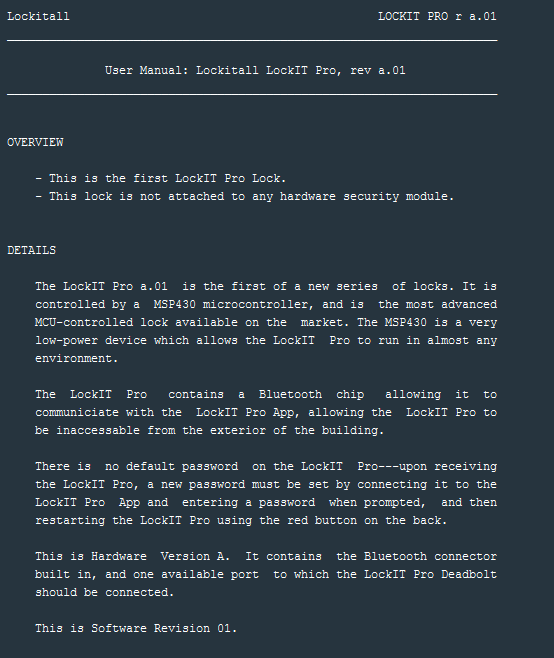 Lockitall LOCKIT PRO r a.01
User Manual: Lockitall LockIT Pro, rev a.01
OVERVIEW
- This is the first LockIT Pro Lock.
- This lock is not attached to any hardware security module.
DETAILS
The LockIT Pro a.01 is the first of a new series of locks. It is
controlled by a MSP430 microcontroller, and is the most advanced
MCU-controlled lock available on the market. The MSP430 is a very
low-power device which allows the LockIT Pro to run in almost any
environment.
The LockIT Pro contains a Bluetooth chip allowing it to
communiciate with the LockIT Pro App, allowing the LockIT Pro to
be inaccessable from the exterior of the building.
There is no default password on the LockIT Pro---upon receiving
the LockIT Pro, a new password must be set by connecting it to the
LockIT Pro App and entering a password when prompted, and then
restarting the LockIT Pro using the red button on the back.
This is Hardware Version A. It contains the Bluetooth connector
built in, and one available port to which the LockIT Pro Deadbolt
should be connected.
This is Software Revision 01.